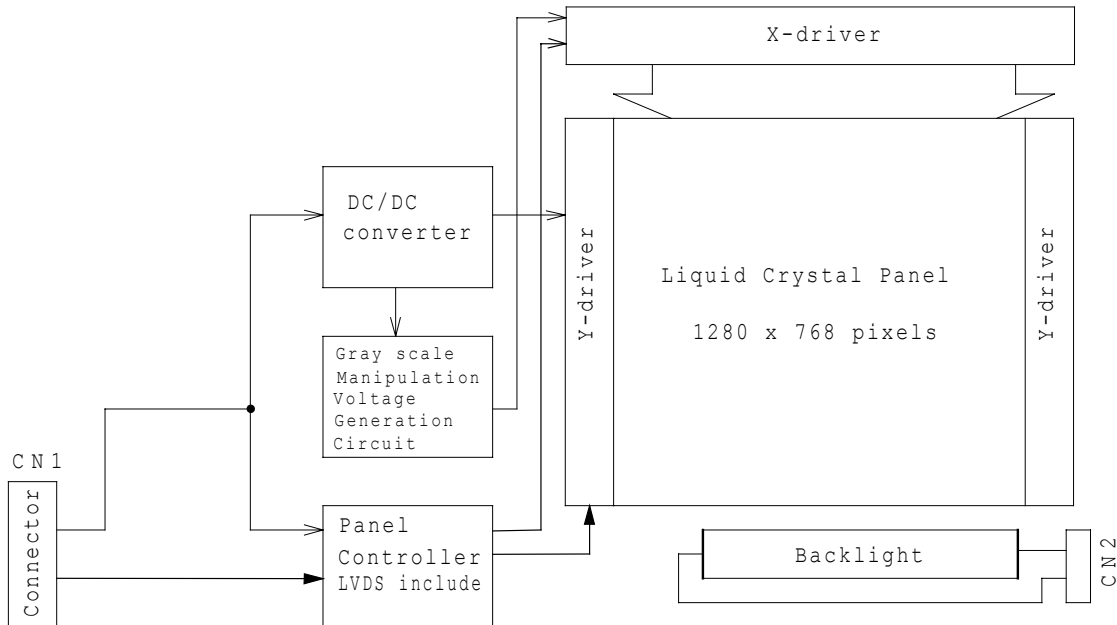 X-driver
DC/DC
converter
Y-driver
Liquid Crystal Panel
1280 x 768 pixels
Y-driver
Gray scale
Manipulation
Voltage
Generation
Circuit
CN1
Connector
Panel
Controller
LVDS include
Backlight
CN2